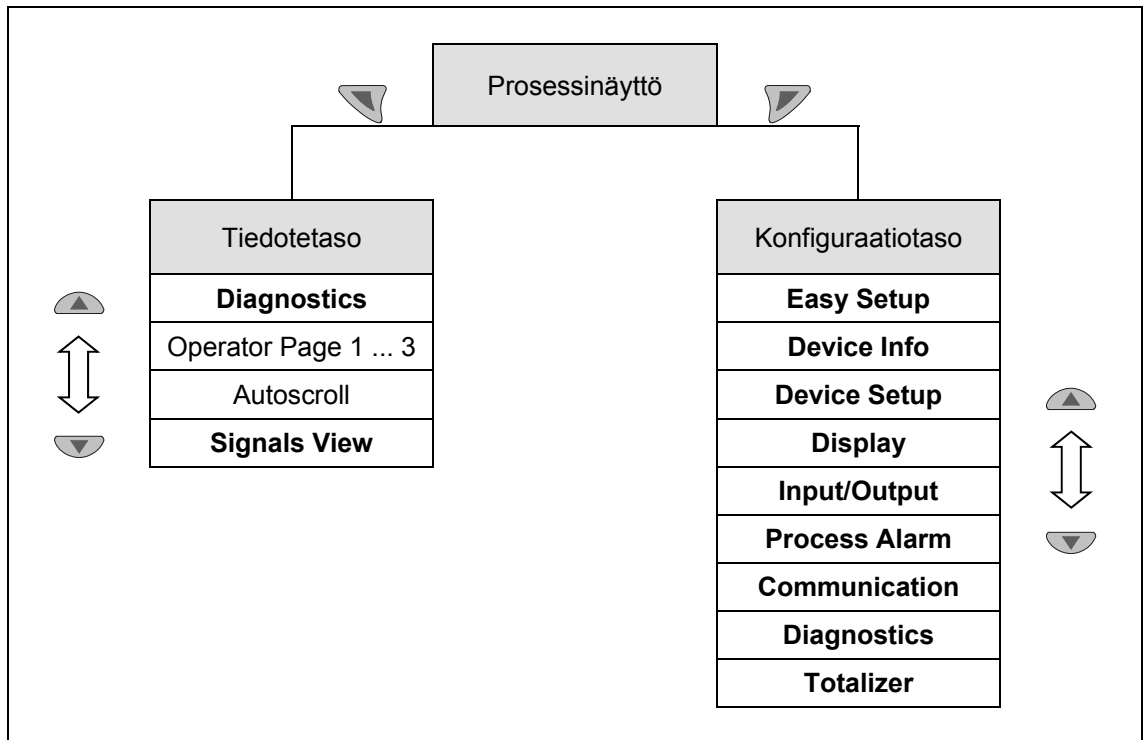 Prosessinäyttö
Tiedotetaso
Diagnostics
Operator Page 1 ... 3
Autoscroll
Signals View
Konfiguraatiotaso
Easy Setup
Device Info
Device Setup
Display
Input/Output
Process Alarm
Communication
Diagnostics
Totalizer